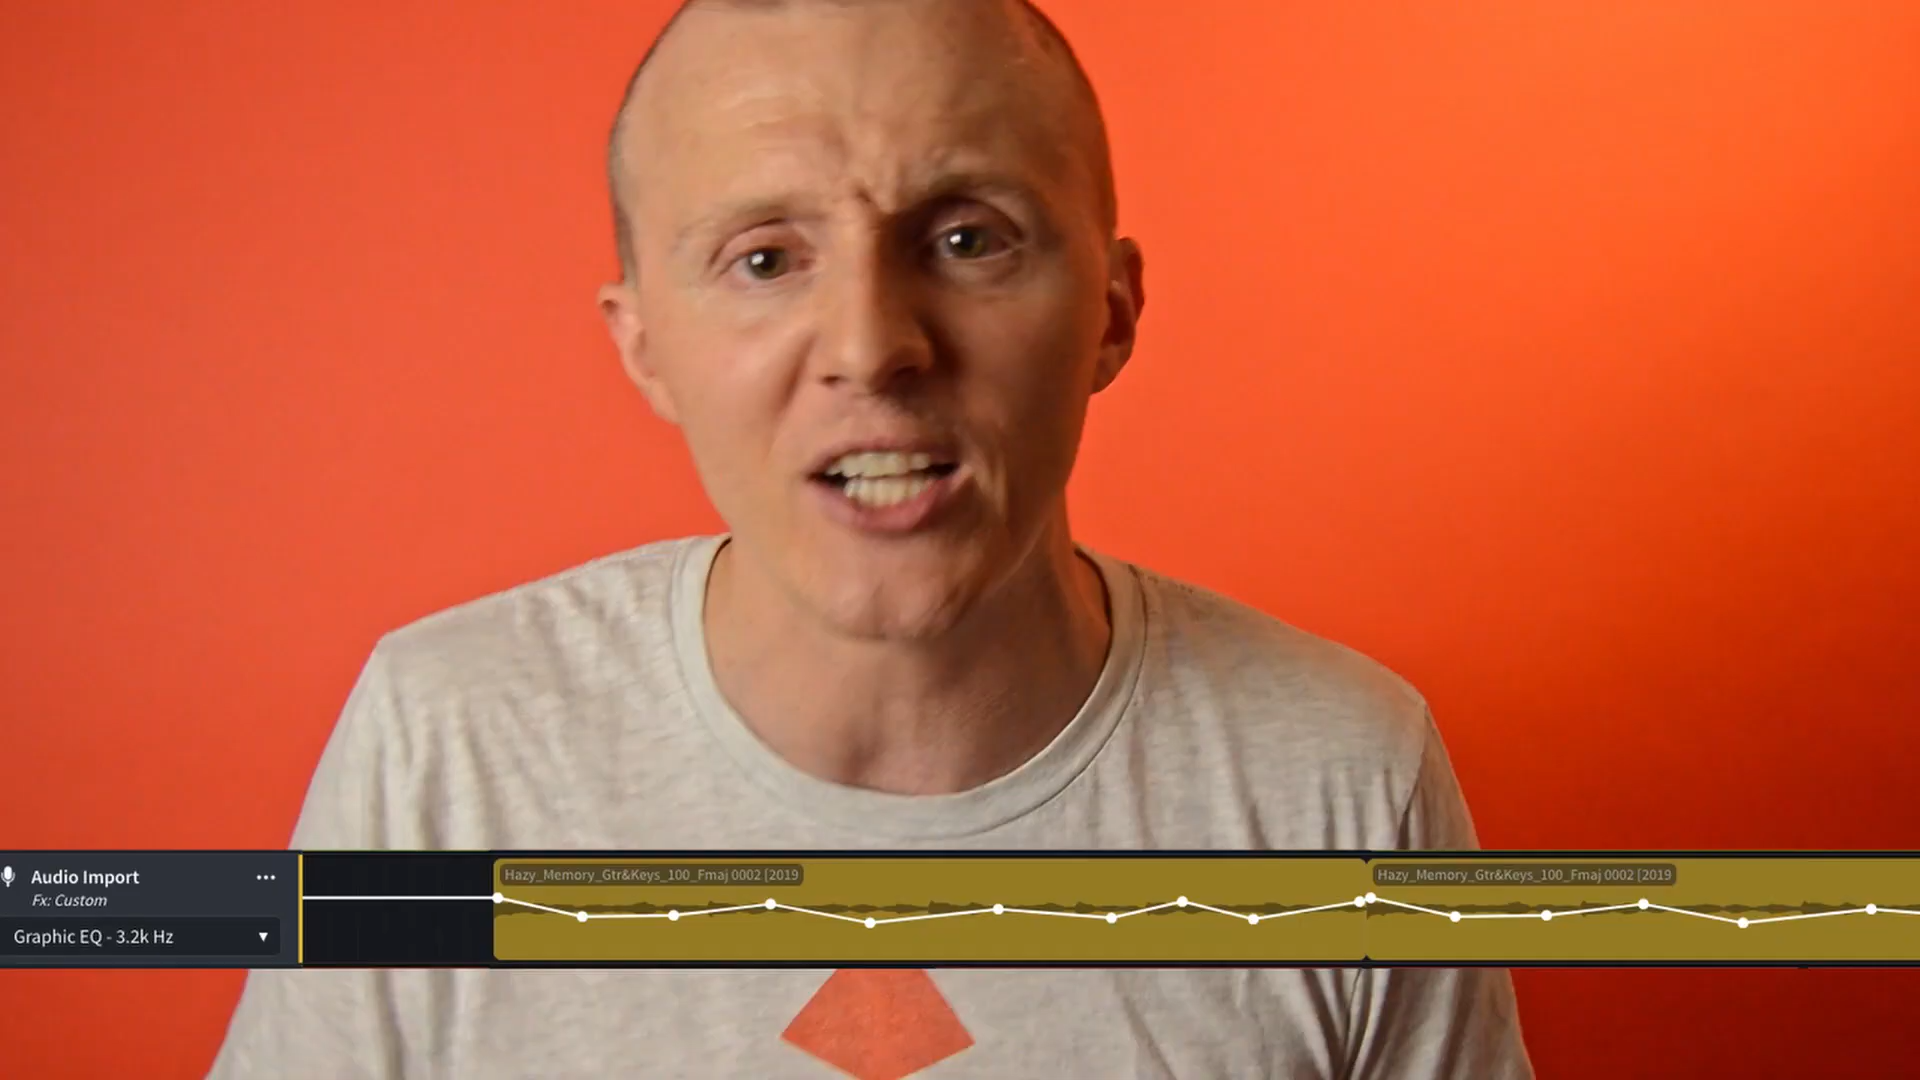 Audio Import
Fx: Custom
Graphic EQ - 3.2k Hz
Hazy_Memory_Gtr&Keys_100_Fmaj 0002 [2019
Hazy_Memory_Gtr&Keys_100_Fmaj 0002 [2019